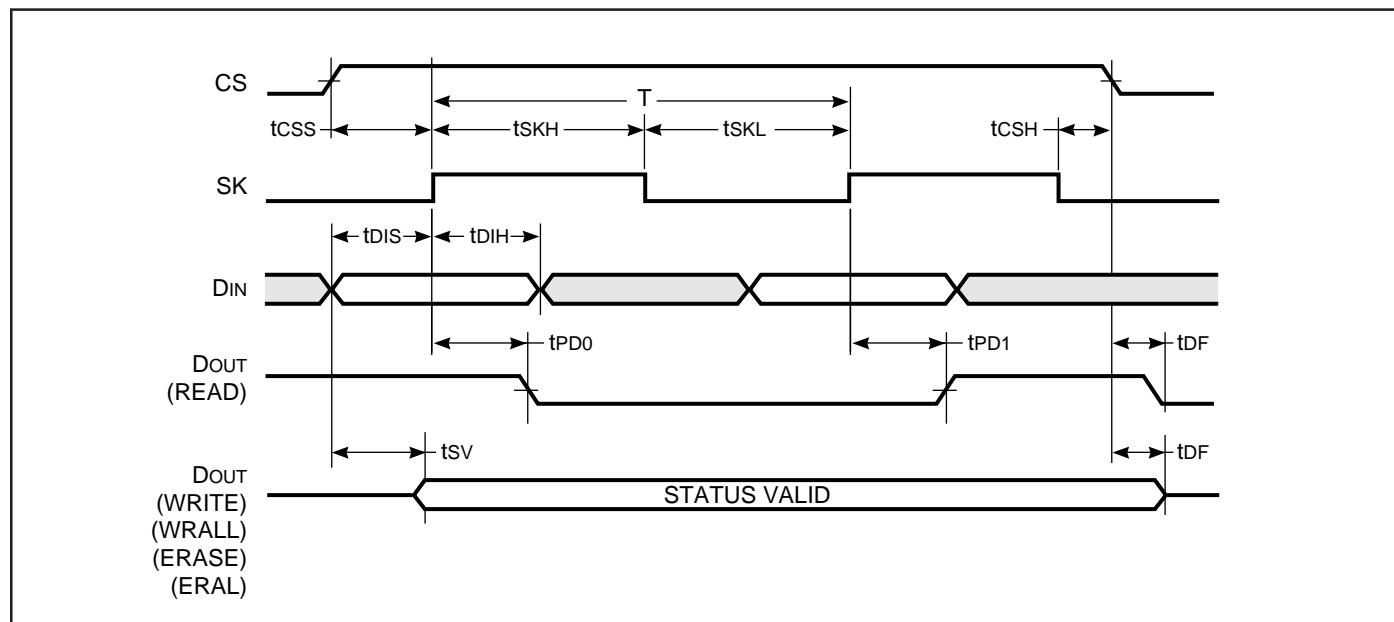 CS
T
tCSS
tSKH
tSKL
tCSH
SK
tDIS
tDIH
DIN
tPD0
tPD1
tDF
DOUT
(READ)
tSV
tDF
DOUT
(WRITE)
STATUS VALID
(WRALL)
(ERASE)
(ERAL)